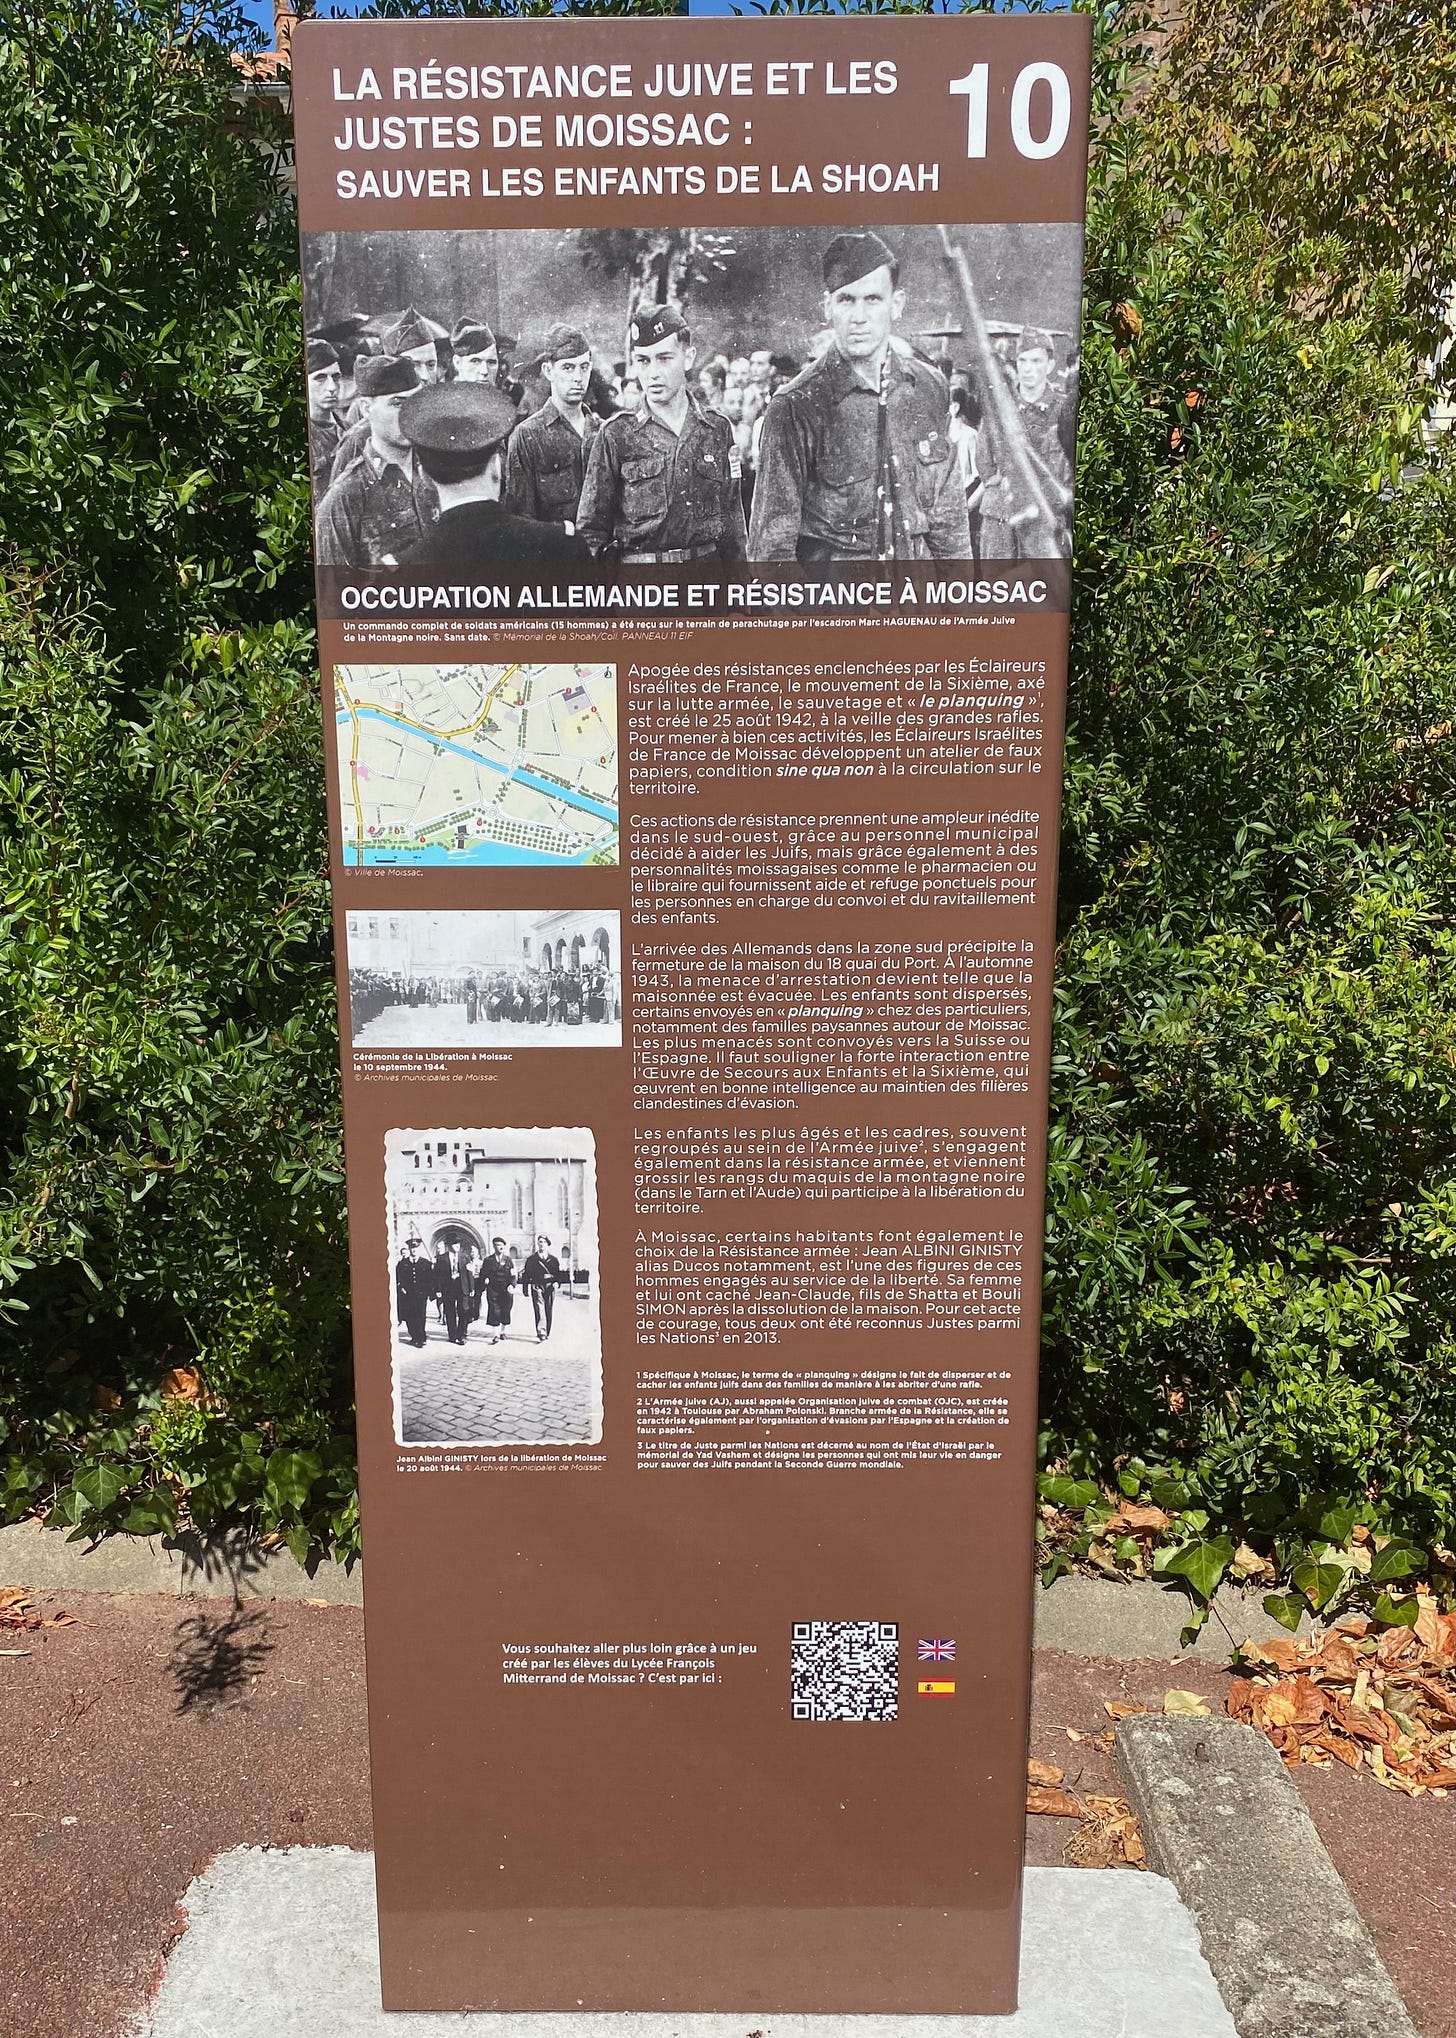 LA RÉSISTANCE JUIVE ET LES
JUSTES DE MOISSAC :
SAUVER LES ENFANTS DE LA SHOAH
10
OCCUPATION ALLEMANDE ET RÉSISTANCE À MOISSAC
Un commando complet de soldats américains (15 hommes) a été reçu sur le terrain de parachutage par l'escadron Marc HAGUENAU de l'Armée Juive
de la Montagne noire. Sans date. © Mémorial de la Shoah/Coll. PANNEAU 11 EIF
© Ville de Moissac.
Cérémonie de la Libération à Moissac
le 10 septembre 1944.
© Archives municipales de Moissac.
Jean Albini GINISTY lors de la libération de Moissac
le 20 août 1944. © Archives municipales de Moissac.
Apogée des résistances enclenchées par les Éclaireurs
Israélites de France, le mouvement de la Sixième, axé
sur la lutte armée, le sauvetage et « le planquing »¹,
est créé le 25 août 1942, à la veille des grandes rafles.
Pour mener à bien ces activités, les Éclaireurs Israélites
de France de Moissac développent un atelier de faux
papiers, condition sine qua non à la circulation sur le
territoire.
Ces actions de résistance prennent une ampleur inédite
dans le sud-ouest, grâce au personnel municipal
décidé à aider les Juifs, mais grâce également à des
personnalités moissagaises comme le pharmacien ou
le libraire qui fournissent aide et refuge ponctuels pour
les personnes en charge du convoi et du ravitaillement
des enfants.
L'arrivée des Allemands dans la zone sud précipite la
fermeture de la maison du 18 quai du Port. À l'automne
1943, la menace d'arrestation devient telle que la
maisonnée est évacuée. Les enfants sont dispersés,
certains envoyés en « planquing » chez des particuliers,
notamment des familles paysannes autour de Moissac.
Les plus menacés sont convoyés vers la Suisse ou
l'Espagne. Il faut souligner la forte interaction entre
l'Œuvre de Secours aux Enfants et la Sixième, qui
œuvrent en bonne intelligence au maintien des filières
clandestines d'évasion.
Les enfants les plus âgés et les cadres, souvent
regroupés au sein de l'Armée juive², s'engagent
également dans la résistance armée, et viennent
grossir les rangs du maquis de la montagne noire
(dans le Tarn et l'Aude) qui participe à la libération du
territoire.
À Moissac, certains habitants font également le
choix de la Résistance armée : Jean ALBINI GINISTY
alias Ducos notamment, est l'une des figures de ces
hommes engagés au service de la liberté. Sa femme
et lui ont caché Jean-Claude, fils de Shatta et Bouli
SIMON après la dissolution de la maison. Pour cet acte
de courage, tous deux ont été reconnus Justes parmi
les Nations³ en 2013.
1 Spécifique à Moissac, le terme de « planquing » désigne le fait de disperser et de
cacher les enfants juifs dans des familles de manière à les abriter d'une rafle.
2 L'Armée juive (AJ), aussi appelée Organisation juive de combat (OJC), est créée
en 1942 à Toulouse par Abraham Polonski. Branche armée de la Résistance, elle se
caractérise également par l'organisation d'évasions par l'Espagne et la création de
faux papiers.
3 Le titre de Juste parmi les Nations est décerné au nom de l'État d'Israël par le
mémorial de Yad Vashem et désigne les personnes qui ont mis leur vie en danger
pour sauver des Juifs pendant la Seconde Guerre mondiale.
Vous souhaitez aller plus loin grâce à un jeu
créé par les élèves du Lycée François
Mitterrand de Moissac ? C'est par ici :